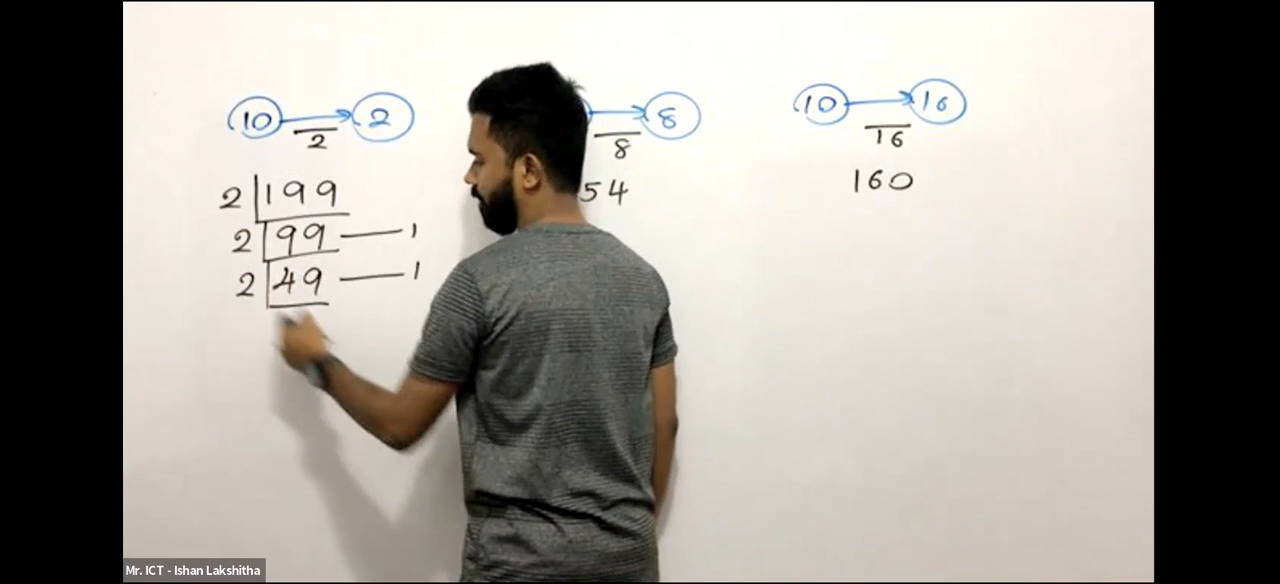 10 → 2
2
2 199
2 99 — 1
2 49 — 1
→ 8
8
54
10 → 16
16
160
Mr. ICT - Ishan Lakshitha